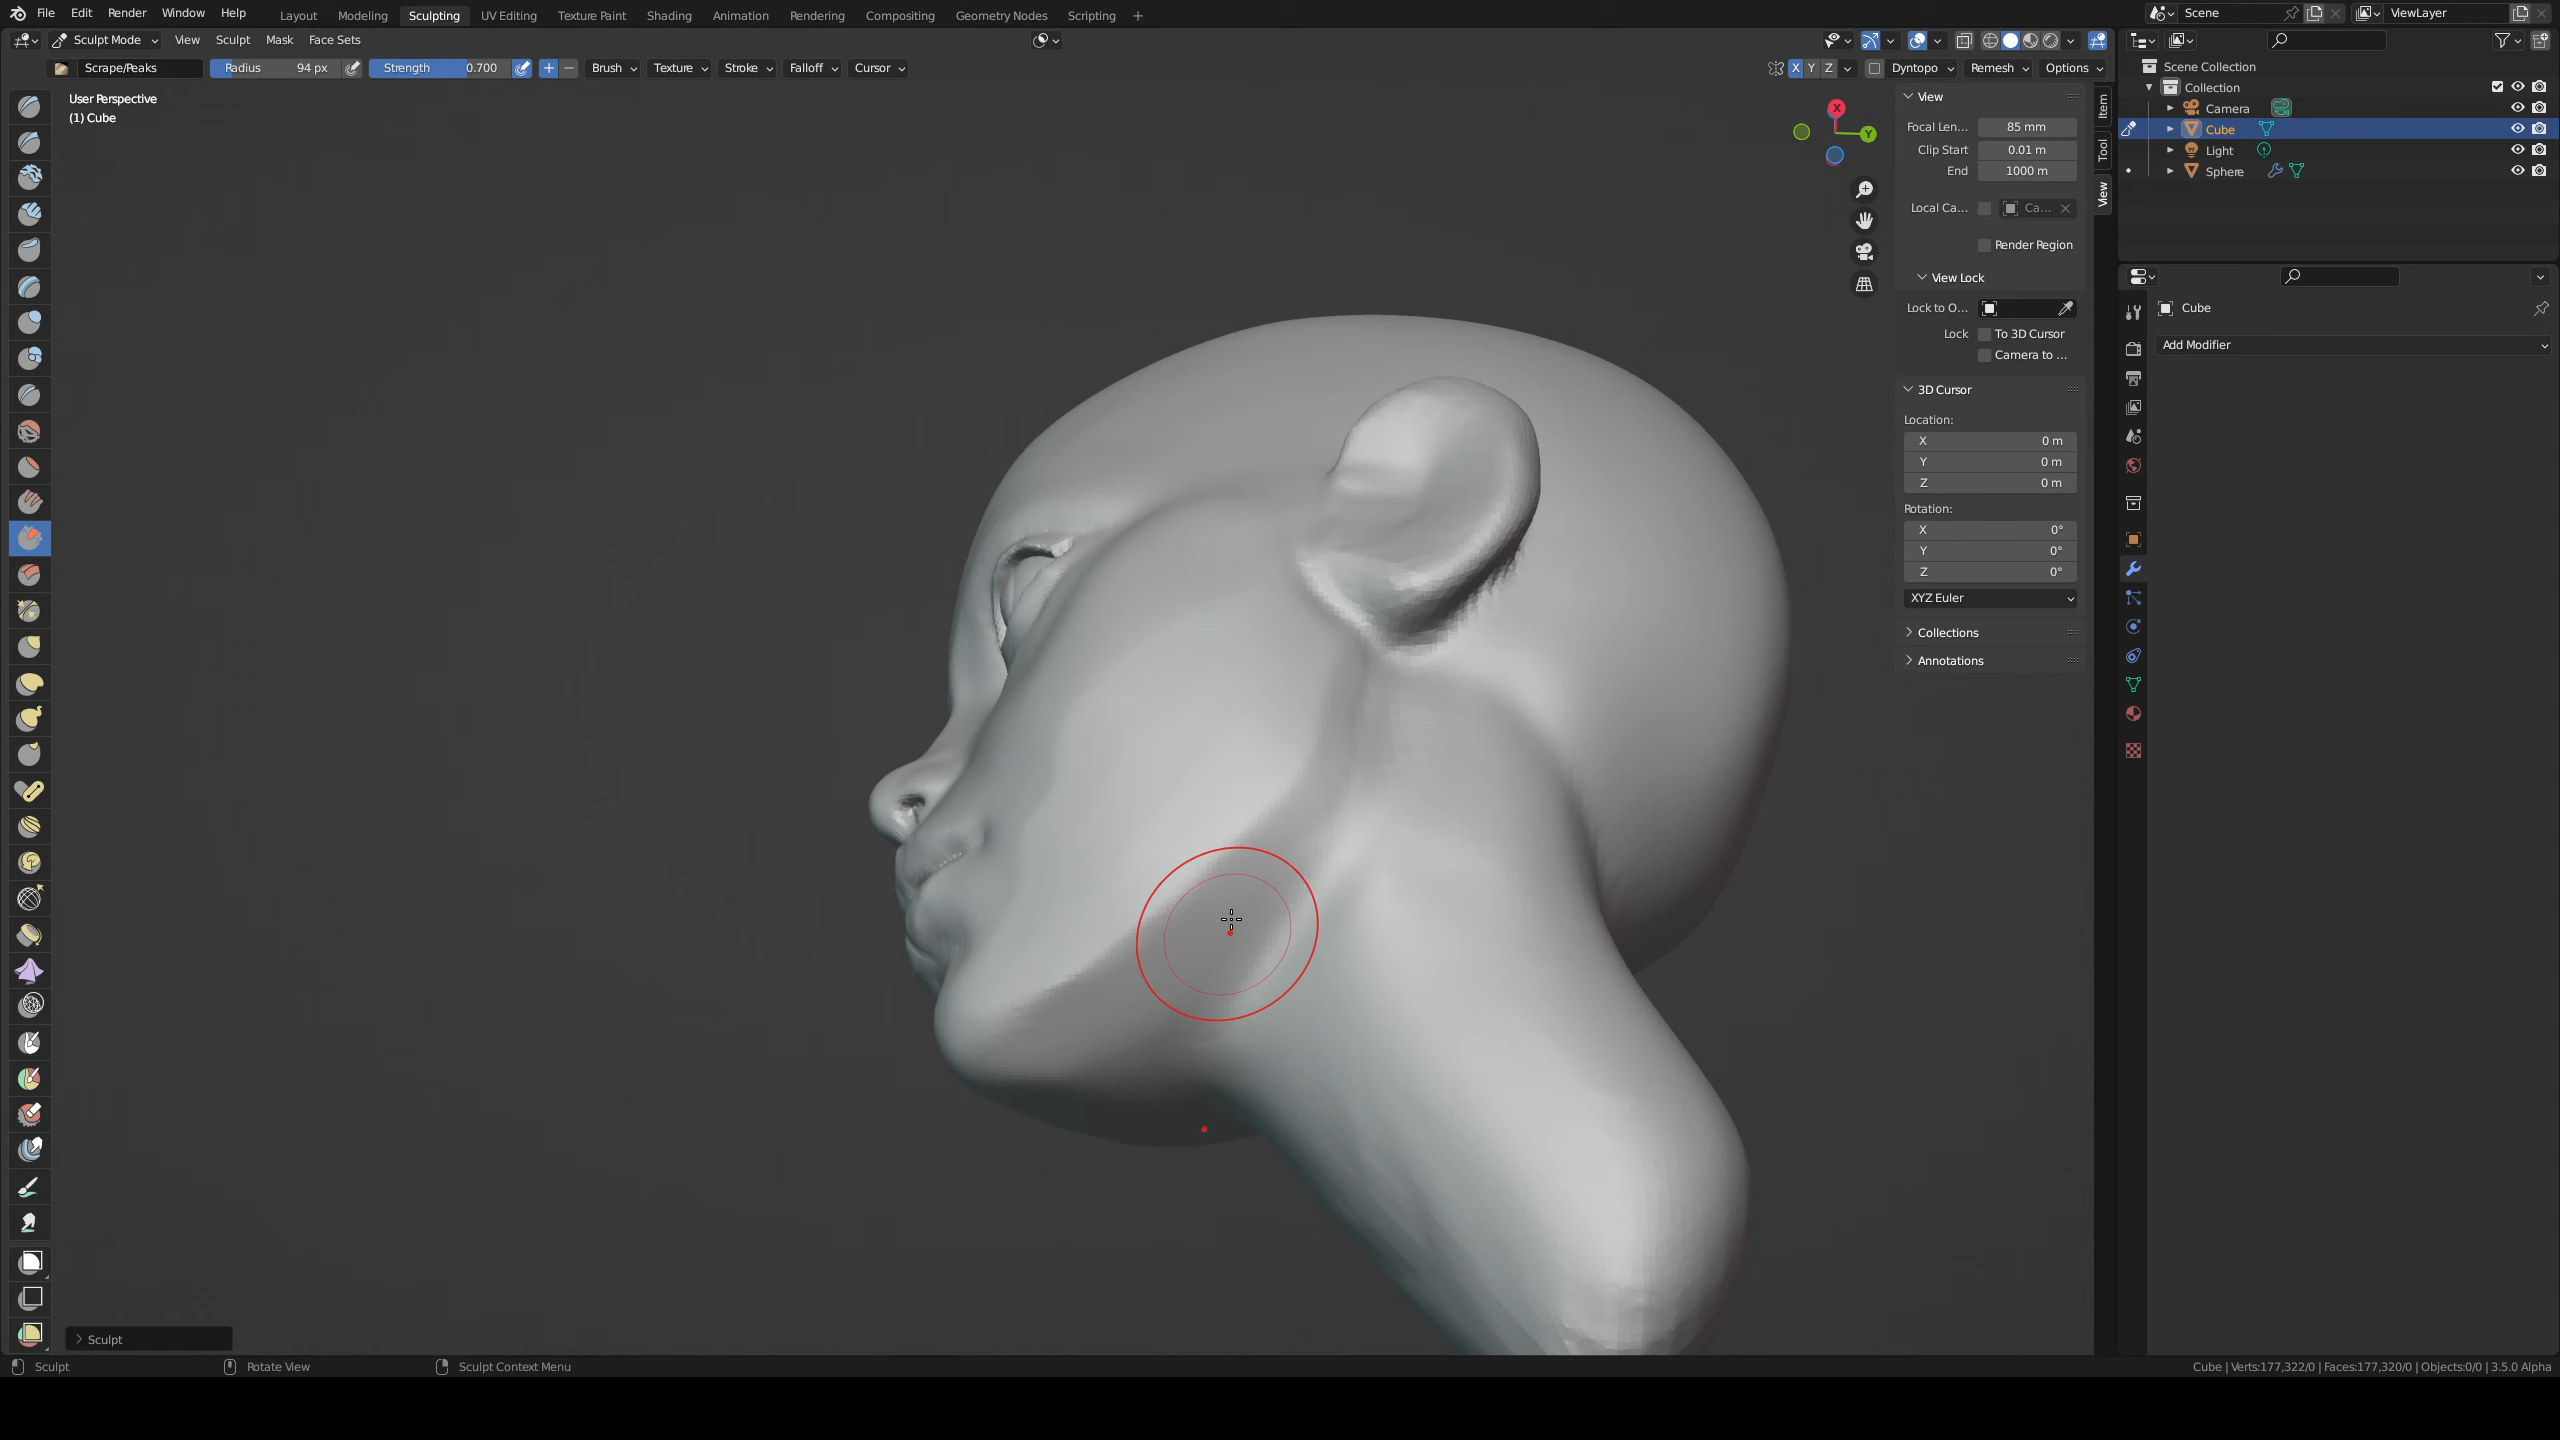 File Edit Render Window Help Layout Modeling Sculpting UV Editing Texture Paint Shading Animation Rendering Compositing Geometry Nodes Scripting + Scene ViewLayer
Sculpt Mode View Sculpt Mask Face Sets
Scrape/Peaks Radius 94 px Strength 0.700 + − Brush Texture Stroke Falloff Cursor X Y Z Dyntopo Remesh Options
User Perspective
(1) Cube
X
Y
View
Focal Len... 85 mm
Clip Start 0.01 m
End 1000 m
Local Ca... Ca...
Render Region
View Lock
Lock to O...
Lock To 3D Cursor
Camera to ...
3D Cursor
Location:
X 0 m
Y 0 m
Z 0 m
Rotation:
X 0°
Y 0°
Z 0°
XYZ Euler
Collections
Annotations
Item
Tool
View
Scene Collection
Collection
Camera
Cube
Light
Sphere
Cube
Add Modifier
Sculpt
Sculpt Rotate View Sculpt Context Menu Cube | Verts:177,322/0 | Faces:177,320/0 | Objects:0/0 | 3.5.0 Alpha